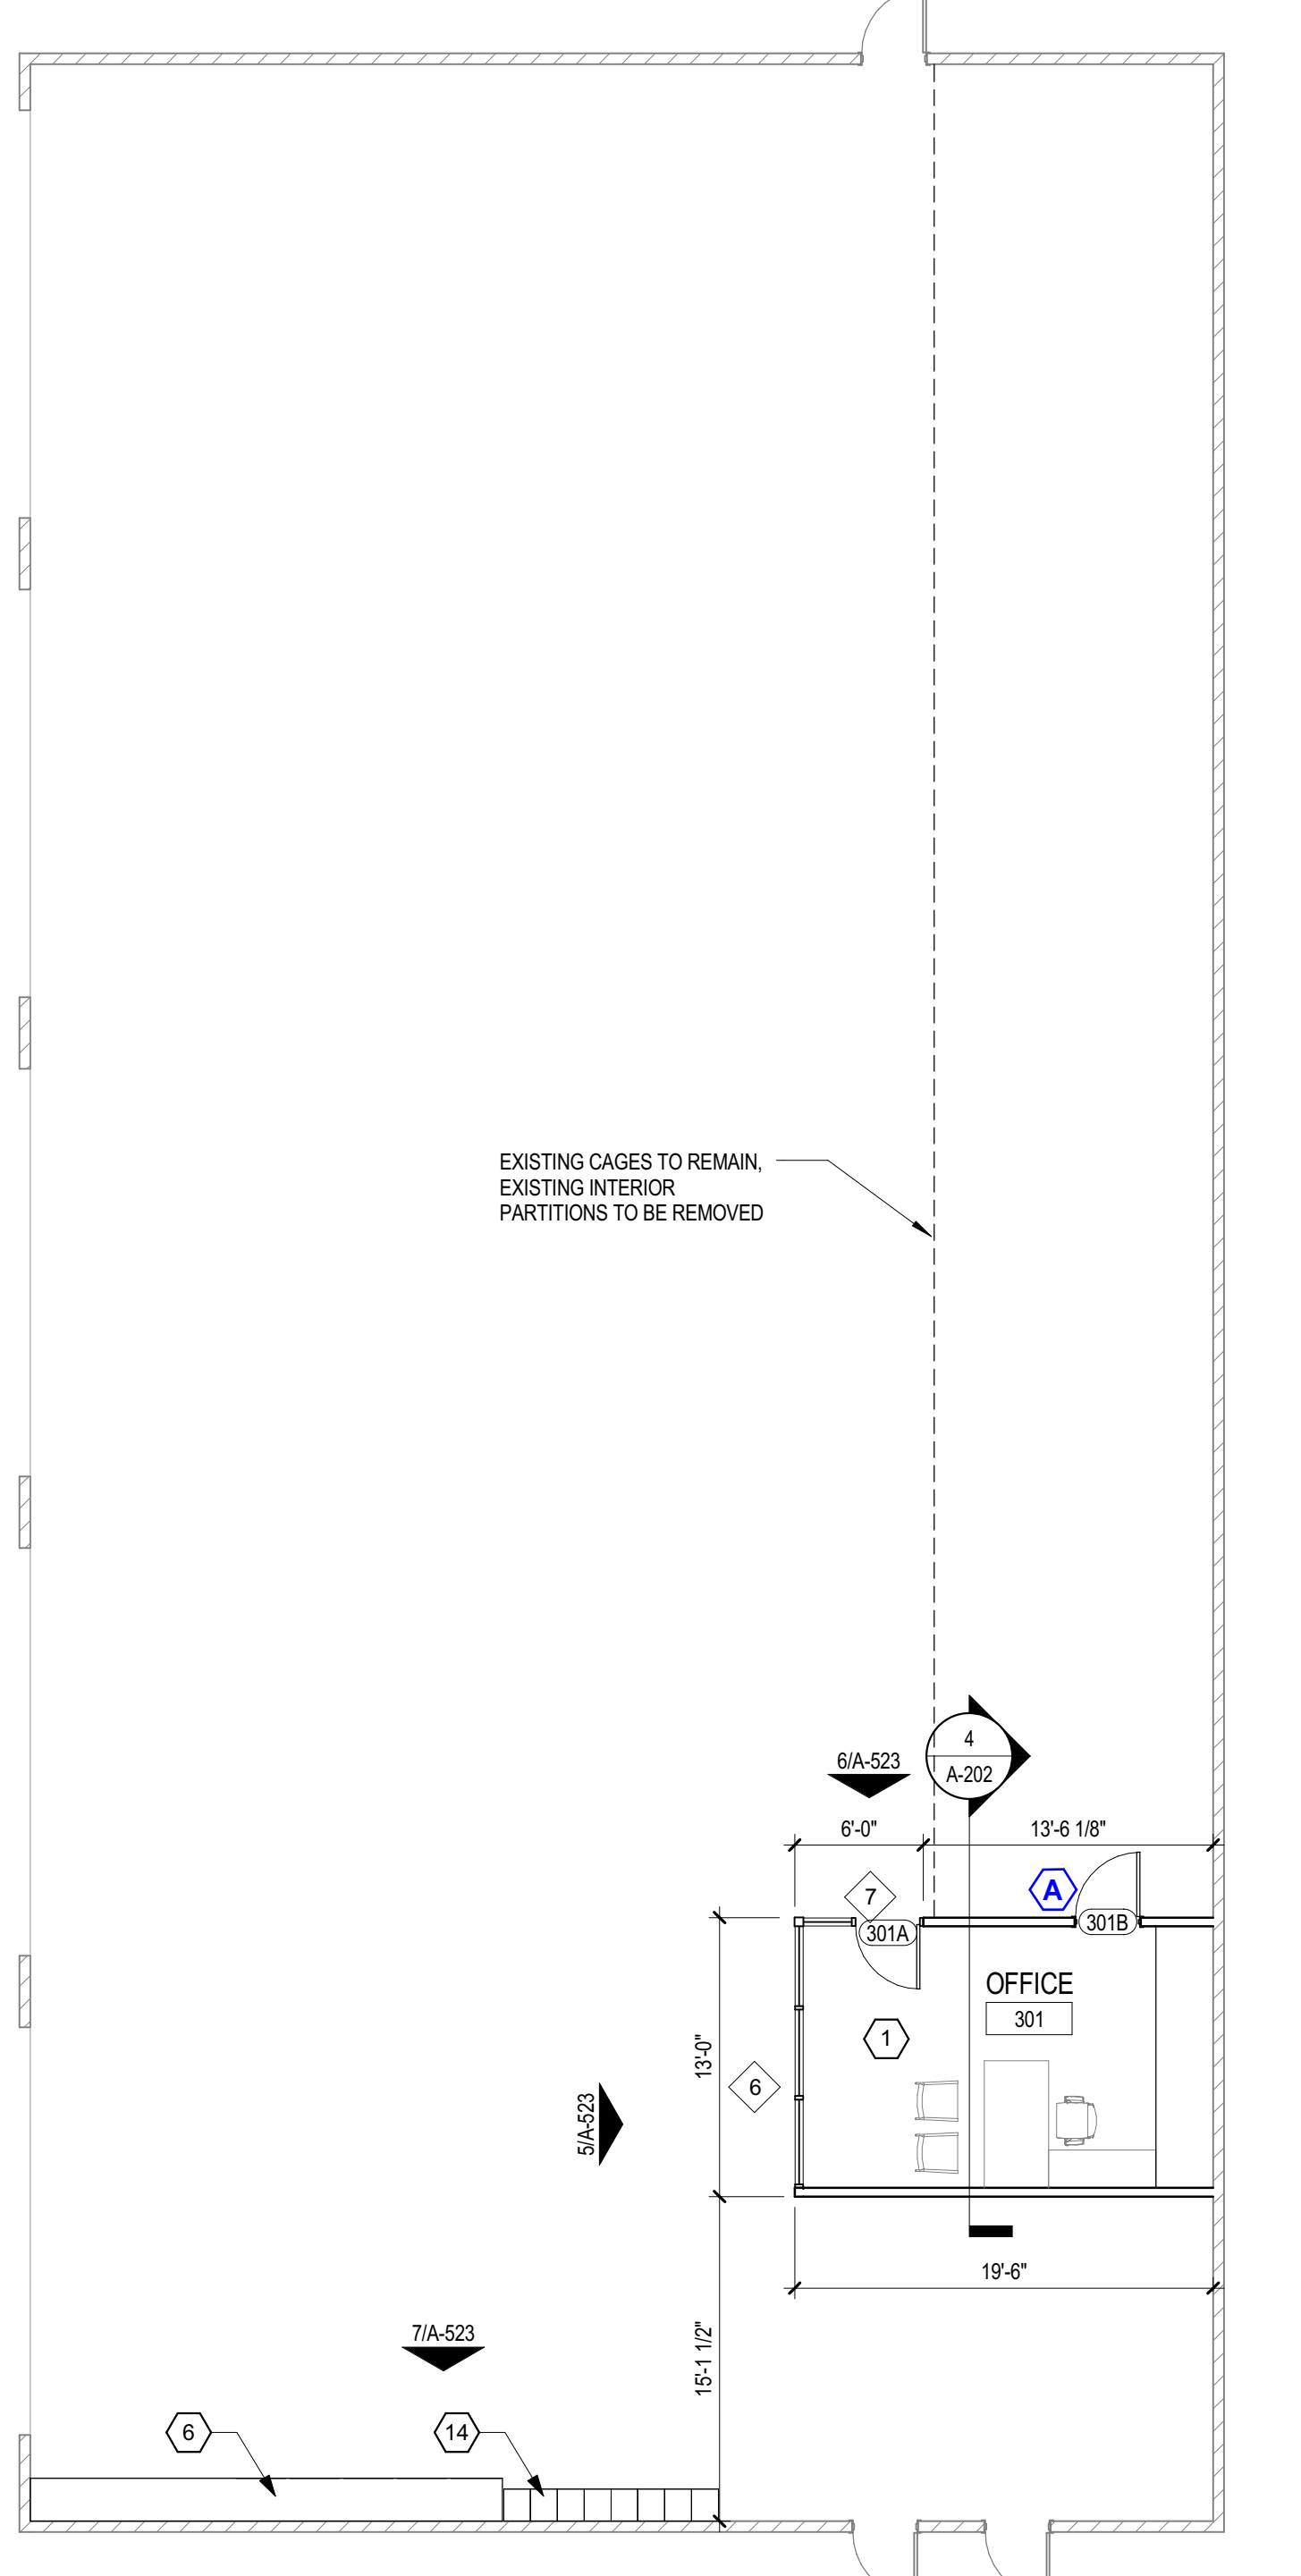 EXISTING CAGES TO REMAIN,
EXISTING INTERIOR
PARTITIONS TO BE REMOVED
4
A-202
6/A-523
6'-0"
13'-6 1/8"
A
7
301A
301B
OFFICE
301
1
13'-0"
6
5/A-523
19'-6"
7/A-523
15'-1 1/2"
6
14